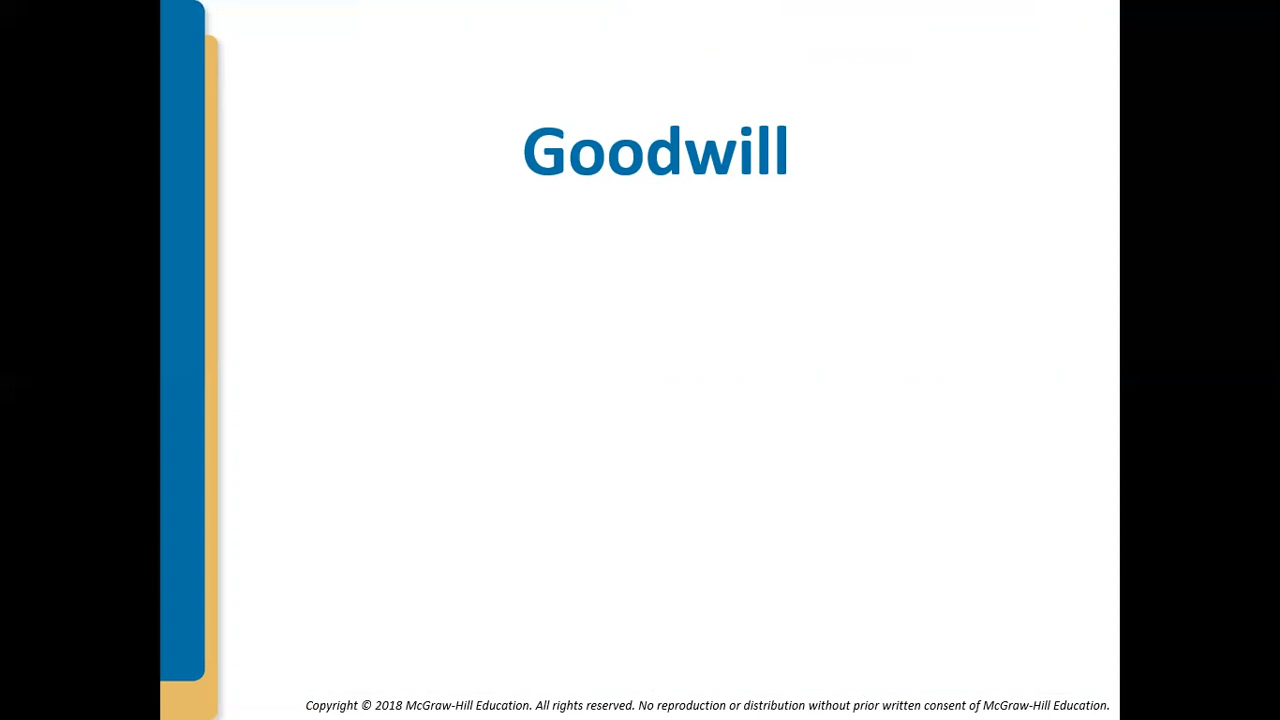 Goodwill
Copyright © 2018 McGraw-Hill Education. All rights reserved. No reproduction or distribution without prior written consent of McGraw-Hill Education.